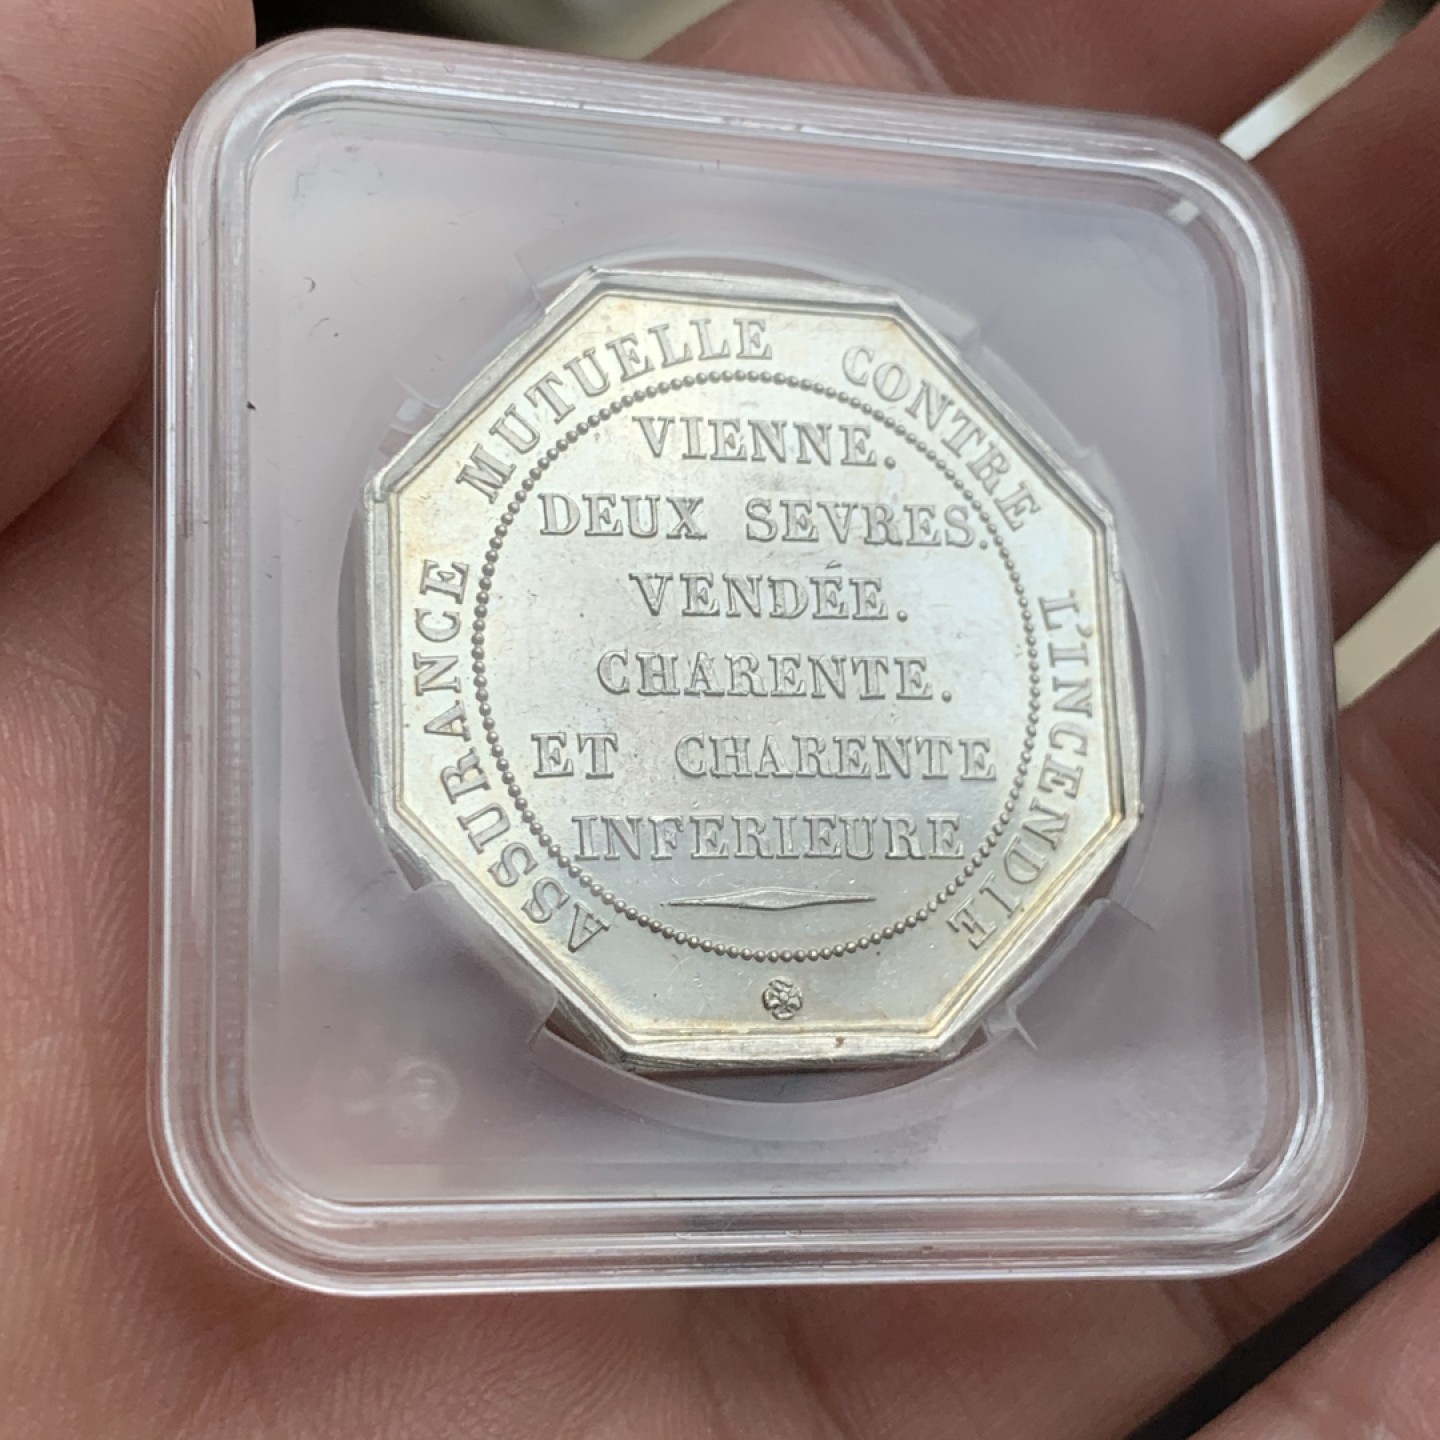 ASSURANCE MUTUELLE CONTRE L'INCENDIE
VIENNE.
DEUX SEVRES.
VENDÉE.
CHARENTE.
ET CHARENTE
INFERIEURE